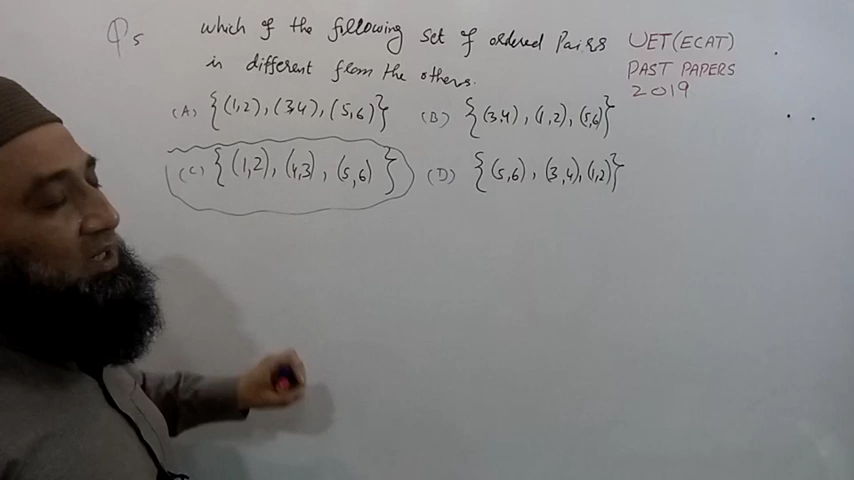 Q5 which of the following set of ordered Pairs UET(ECAT)
is different from the others. PAST PAPERS
2019
(A) {(1,2), (3,4), (5,6)} (B) {(3,4), (1,2), (5,6)}
(C) {(1,2), (4,3), (5,6)} (D) {(5,6), (3,4), (1,2)}